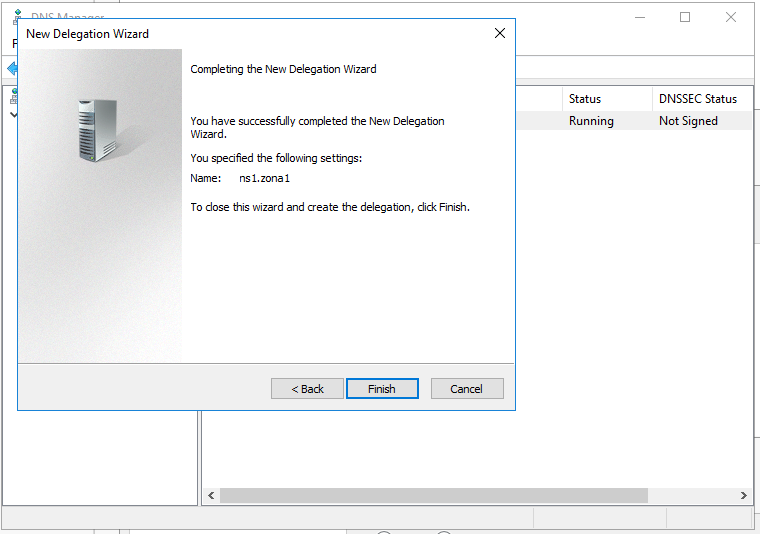 DNS Manager
New Delegation Wizard
Completing the New Delegation Wizard
Status
DNSSEC Status
Running
Not Signed
You have successfully completed the New Delegation
Wizard.
You specified the following settings:
Name: ns1.zona1
To close this wizard and create the delegation, click Finish.
< Back
Finish
Cancel